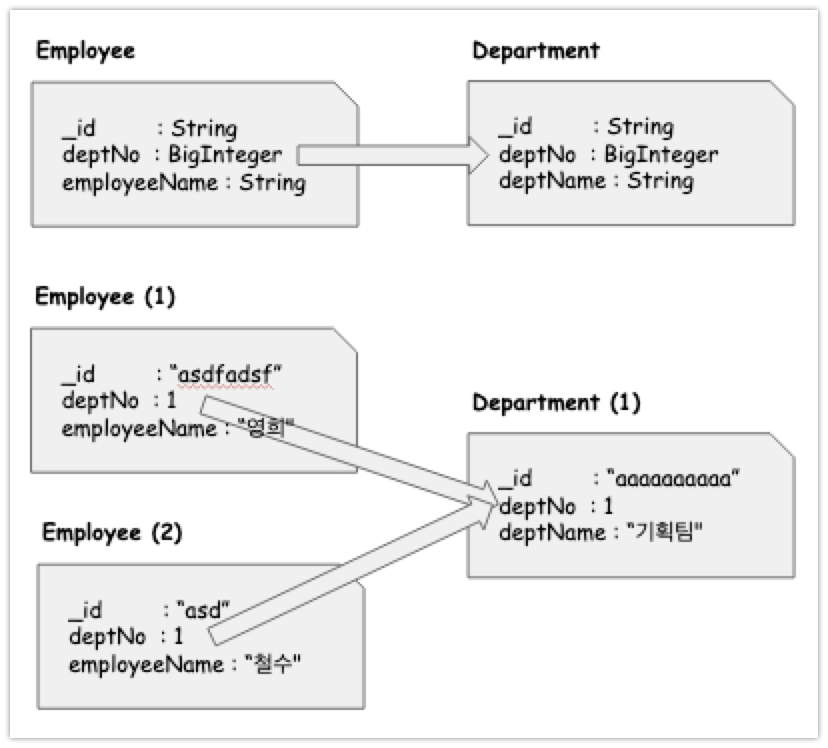 Employee
_id : String
deptNo : BigInteger
employeeName : String
Department
_id : String
deptNo : BigInteger
deptName : String
Employee (1)
_id : "asdfadsf"
deptNo : 1
employeeName : "영희"
Employee (2)
_id : "asd"
deptNo : 1
employeeName : "철수"
Department (1)
_id : "aaaaaaaaaa"
deptNo : 1
deptName : "기획팀"